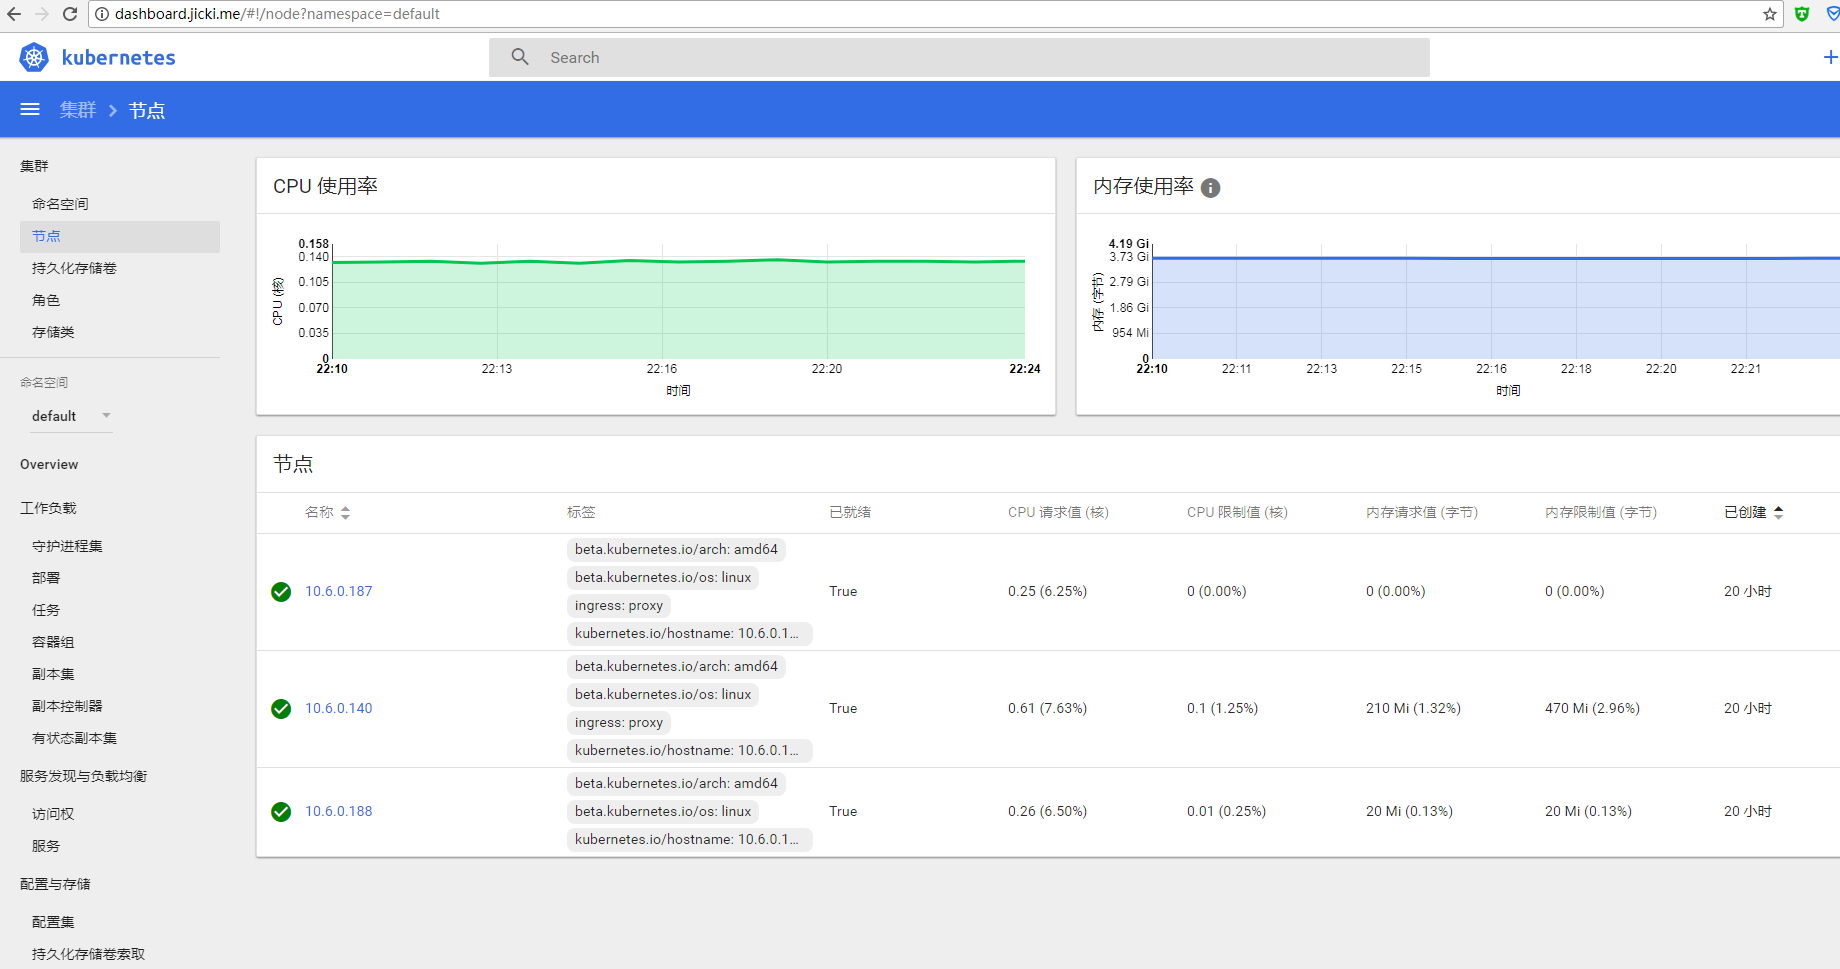 dashboard.jicki.me/#!/node?namespace=default
kubernetes
Search
集群 节点
集群
命名空间
节点
持久化存储卷
角色
存储类
命名空间
default
Overview
工作负载
守护进程集
部署
任务
容器组
副本集
副本控制器
有状态副本集
服务发现与负载均衡
访问权
服务
配置与存储
配置集
持久化存储卷索取
CPU 使用率
CPU (核)
0.158
0.140
0.105
0.070
0.035
0
22:10 22:13 22:16 22:20 22:24
时间
内存使用率
内存 (字节)
4.19 Gi
3.73 Gi
2.79 Gi
1.86 Gi
954 Mi
0
22:10 22:11 22:13 22:15 22:16 22:18 22:20 22:21
时间
节点
名称 标签 已就绪 CPU 请求值 (核) CPU 限制值 (核) 内存请求值 (字节) 内存限制值 (字节) 已创建
beta.kubernetes.io/arch: amd64
beta.kubernetes.io/os: linux
ingress: proxy
kubernetes.io/hostname: 10.6.0.1...
10.6.0.187 True 0.25 (6.25%) 0 (0.00%) 0 (0.00%) 0 (0.00%) 20 小时
beta.kubernetes.io/arch: amd64
beta.kubernetes.io/os: linux
ingress: proxy
kubernetes.io/hostname: 10.6.0.1...
10.6.0.140 True 0.61 (7.63%) 0.1 (1.25%) 210 Mi (1.32%) 470 Mi (2.96%) 20 小时
beta.kubernetes.io/arch: amd64
beta.kubernetes.io/os: linux
kubernetes.io/hostname: 10.6.0.1...
10.6.0.188 True 0.26 (6.50%) 0.01 (0.25%) 20 Mi (0.13%) 20 Mi (0.13%) 20 小时